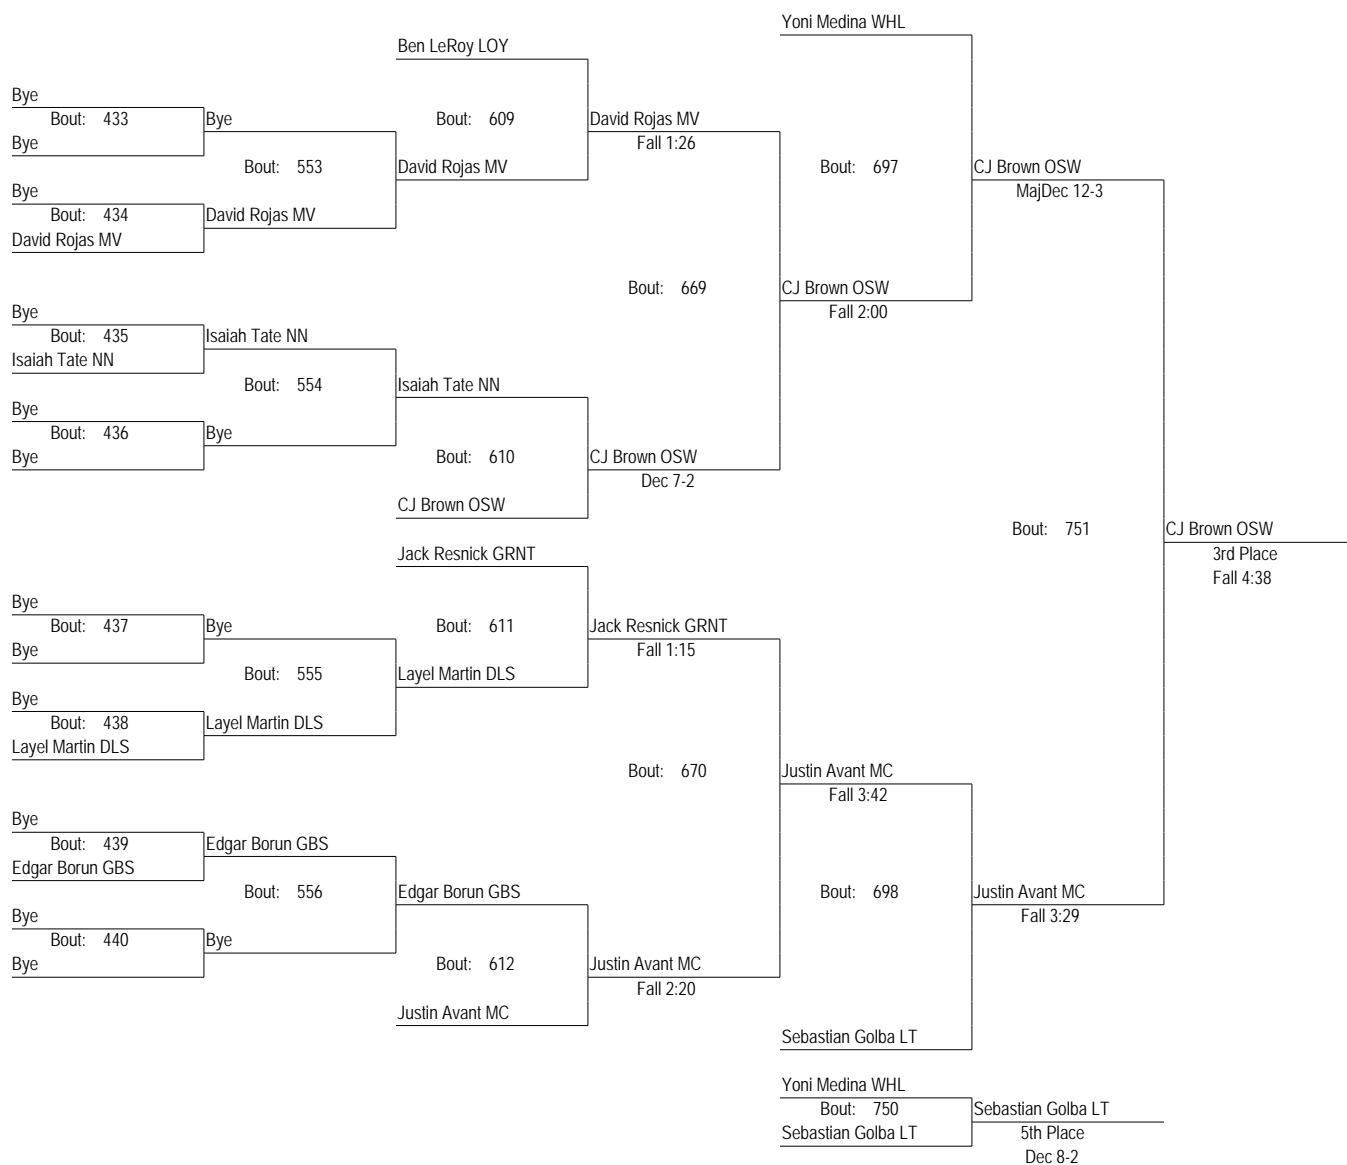 Yoni Medina WHL
Ben LeRoy LOY
Bye
Bout: 433
Bye
Bout: 609
David Rojas MV
Bye
Fall 1:26
Bout: 553
David Rojas MV
Bout: 697
CJ Brown OSW
Bye
MajDec 12-3
Bout: 434
David Rojas MV
David Rojas MV
Bout: 669
CJ Brown OSW
Bye
Fall 2:00
Bout: 435
Isaiah Tate NN
Isaiah Tate NN
Bout: 554
Isaiah Tate NN
Bye
Bout: 436
Bye
Bye
Bout: 610
CJ Brown OSW
Dec 7-2
CJ Brown OSW
Bout: 751
CJ Brown OSW
Jack Resnick GRNT
3rd Place
Fall 4:38
Bye
Bout: 437
Bye
Bout: 611
Jack Resnick GRNT
Bye
Fall 1:15
Bout: 555
Layel Martin DLS
Bye
Bout: 438
Layel Martin DLS
Layel Martin DLS
Bout: 670
Justin Avant MC
Fall 3:42
Bye
Bout: 439
Edgar Borun GBS
Edgar Borun GBS
Bout: 556
Edgar Borun GBS
Bout: 698
Justin Avant MC
Bye
Fall 3:29
Bout: 440
Bye
Bye
Bout: 612
Justin Avant MC
Fall 2:20
Justin Avant MC
Sebastian Golba LT
Yoni Medina WHL
Bout: 750
Sebastian Golba LT
Sebastian Golba LT
5th Place
Dec 8-2